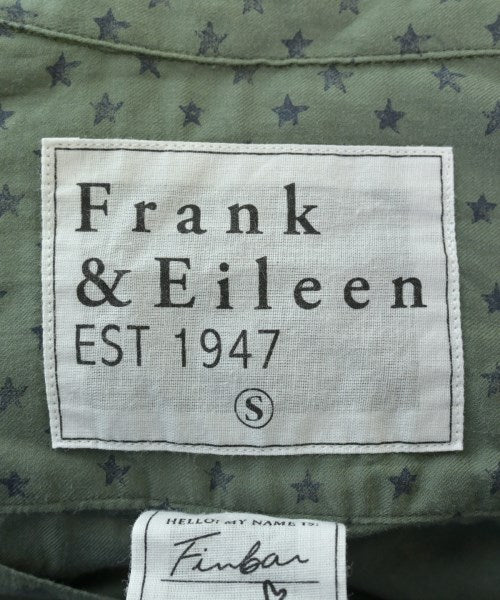 Frank
& Eileen
EST 1947
S
HELLO! MY NAME IS:
Finbar